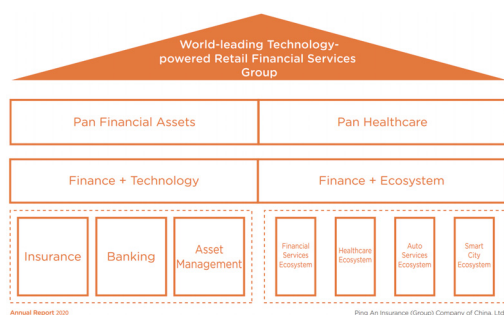 World-leading Technology-
powered Retail Financial Services
Group
Pan Financial Assets
Pan Healthcare
Finance + Technology
Finance + Ecosystem
Insurance
Banking
Asset
Management
Financial
Services
Ecosystem
Healthcare
Ecosystem
Auto
Services
Ecosystem
Smart
City
Ecosystem
Annual Report 2020
Ping An Insurance (Group) Company of China, Ltd